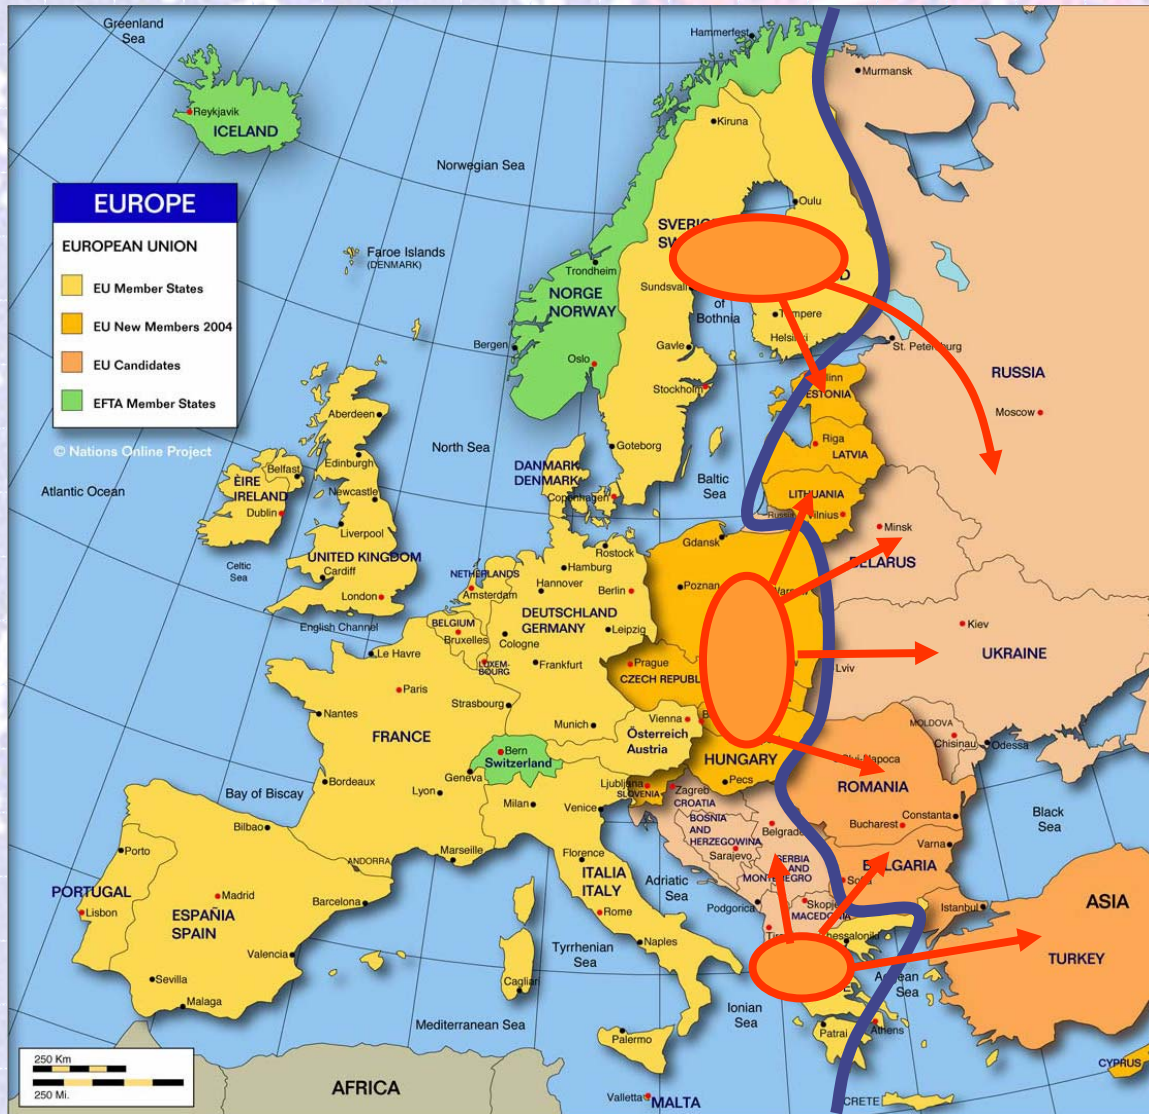 Greenland
Sea
Hammerfest
Murmansk
Reykjavik
ICELAND
Kiruna
Norwegian Sea
EUROPE
EUROPEAN UNION
EU Member States
EU New Members 2004
EU Candidates
EFTA Member States
© Nations Online Project
Faroe Islands
(DENMARK)
Oulu
Trondheim
Sundsvall
NORGE
NORWAY
of
Bothnia
Tampere
Helsinki
Bergen
Gavle
St. Petersburg
Oslo
Stockholm
RUSSIA
Moscow
ESTONIA
Aberdeen
North Sea
Goteborg
Riga
LATVIA
Atlantic Ocean
Belfast
Edinburgh
ÈIRE
IRELAND
Newcastle
Dublin
DANMARK
DENMARK
Copenhagen
Baltic
Sea
LITHUANIA
Vilnius
Minsk
BELARUS
Liverpool
UNITED KINGDOM
Celtic
Sea
Cardiff
London
English Channel
Gdansk
Rostock
Hamburg
NETHERLANDS
Amsterdam
Hannover
Berlin
Poznan
BELGIUM
Bruxelles
DEUTSCHLAND
GERMANY
Leipzig
Cologne
Kiev
UKRAINE
Le Havre
LUXEM-
BOURG
Frankfurt
Prague
Lviv
Paris
Strasbourg
Nantes
Munich
Vienna
Österreich
Austria
MOLDOVA
Chisinau
Odessa
FRANCE
Bern
Switzerland
HUNGARY
Geneva
Bordeaux
Lyon
Ljubljana
SLOVENIA
Zagreb
CROATIA
Pecs
ROMANIA
Bay of Biscay
Milan
Venice
BOSNIA
AND
HERZEGOWINA
Belgrade
Bucharest
Constanta
Black
Sea
Bilbao
Sarajevo
Varna
Porto
ANDORRA
Marseille
Florence
ITALIA
ITALY
SERBIA
AND
MONTENEGRO
BULGARIA
Sofia
PORTUGAL
Lisbon
Madrid
ESPAÑIA
SPAIN
Barcelona
Adriatic
Sea
Rome
Podgorica
Skopje
MACEDONIA
Istanbul
ASIA
Valencia
Naples
Thessaloniki
TURKEY
Sevilla
Malaga
Cagliari
Tyrrhenian
Sea
Aegean
Sea
Mediterranean Sea
Palermo
Ionian
Sea
Patrai
Athens
250 Km
250 Mi.
AFRICA
Valletta
MALTA
CRETE
CYPRUS